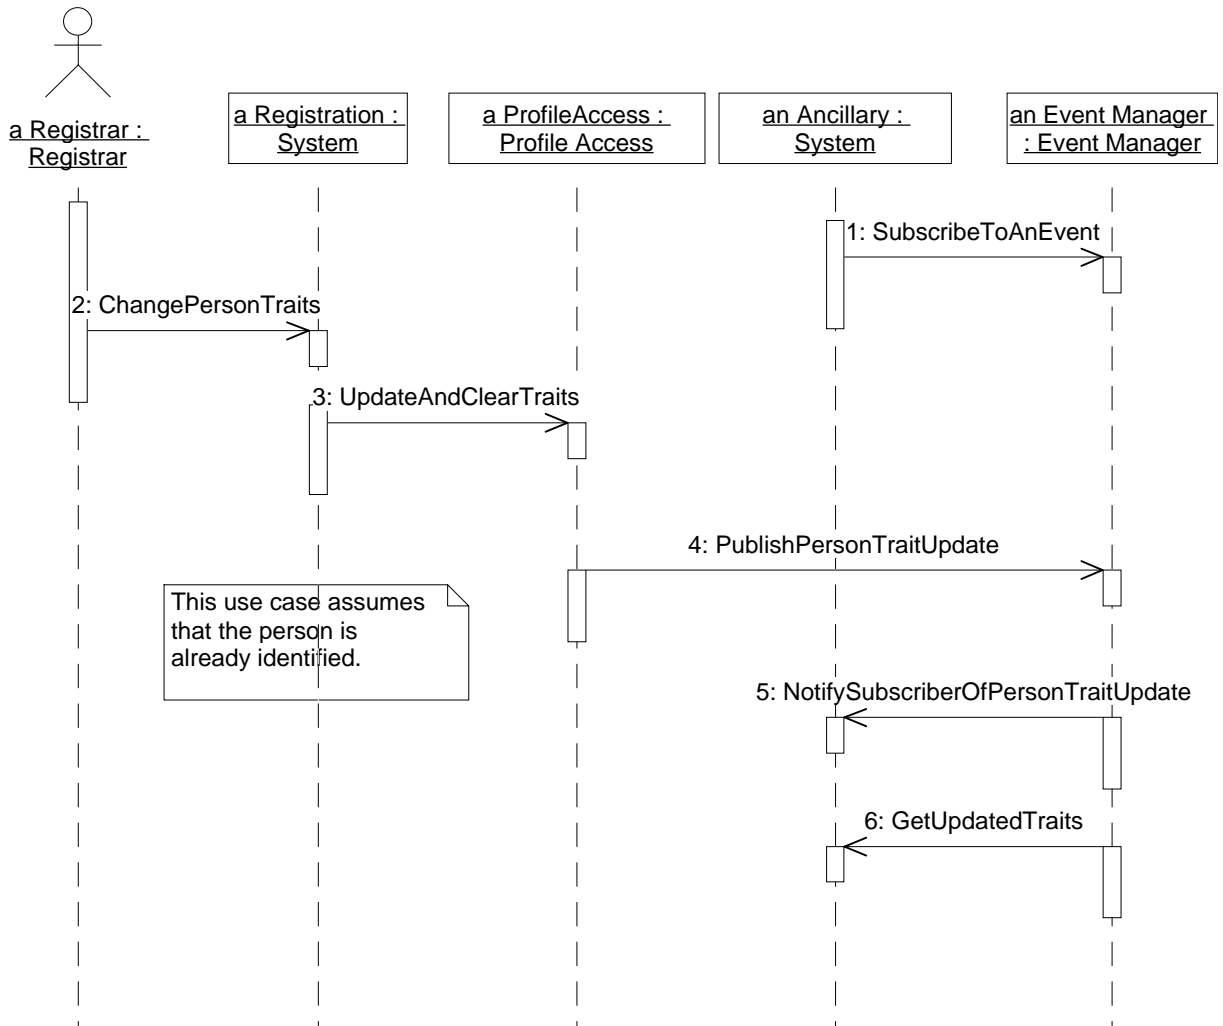 a Registrar :
Registrar
a Registration :
System
a ProfileAccess :
Profile Access
an Ancillary :
System
an Event Manager
: Event Manager
1: SubscribeToAnEvent
2: ChangePersonTraits
3: UpdateAndClearTraits
4: PublishPersonTraitUpdate
This use case assumes
that the person is
already identified.
5: NotifySubscriberOfPersonTraitUpdate
6: GetUpdatedTraits